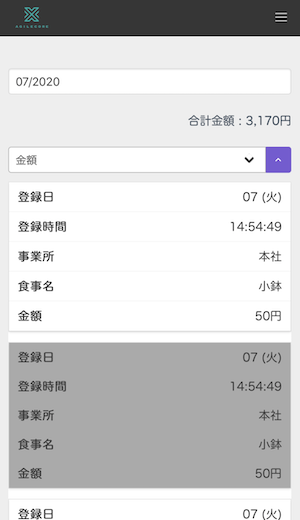 AGILECODE
07/2020
合計金額 : 3,170円
金額
登録日 07 (火)
登録時間 14:54:49
事業所 本社
食事名 小鉢
金額 50円
登録日 07 (火)
登録時間 14:54:49
事業所 本社
食事名 小鉢
金額 50円
登録日 07 (火)